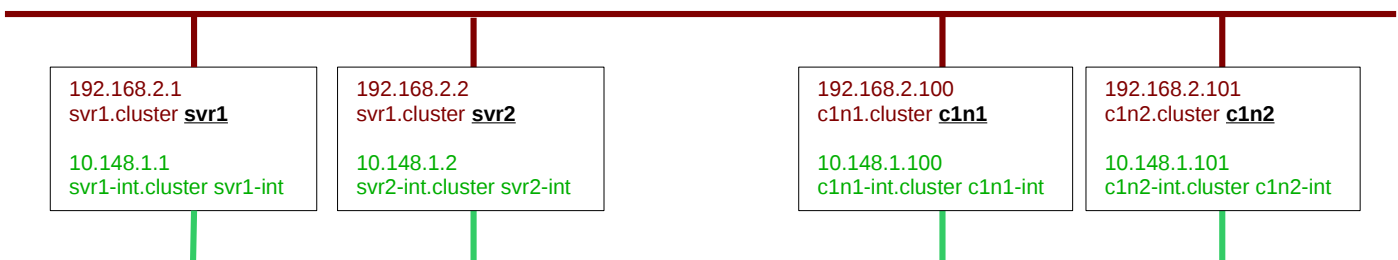 192.168.2.1
svr1.cluster svr1
10.148.1.1
svr1-int.cluster svr1-int
192.168.2.2
svr1.cluster svr2
10.148.1.2
svr2-int.cluster svr2-int
192.168.2.100
c1n1.cluster c1n1
10.148.1.100
c1n1-int.cluster c1n1-int
192.168.2.101
c1n2.cluster c1n2
10.148.1.101
c1n2-int.cluster c1n2-int